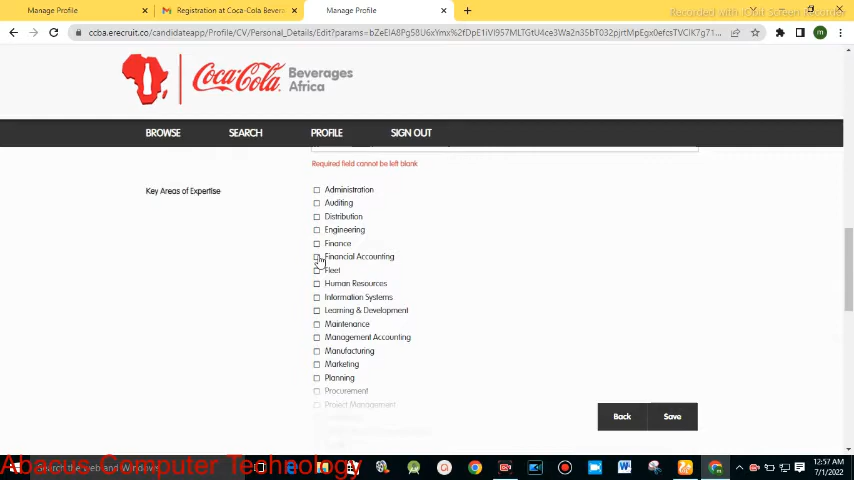 Manage Profile
Registration at Coca-Cola Bevera
Manage Profile
Recorded with iObit Screen Recorder
ccba.erecruit.co/candidateapp/Profile/CV/Personal_Details/Edit?params=
Coca-Cola Beverages Africa
BROWSE SEARCH PROFILE SIGN OUT
Required field cannot be left blank
Key Areas of Expertise
Administration
Auditing
Distribution
Engineering
Finance
Financial Accounting
Fleet
Human Resources
Information Systems
Learning & Development
Maintenance
Management Accounting
Manufacturing
Marketing
Planning
Procurement
Project Management
Back Save
Search the web and Windows
Abacus Computer Technology
12:57 AM
7/1/2022